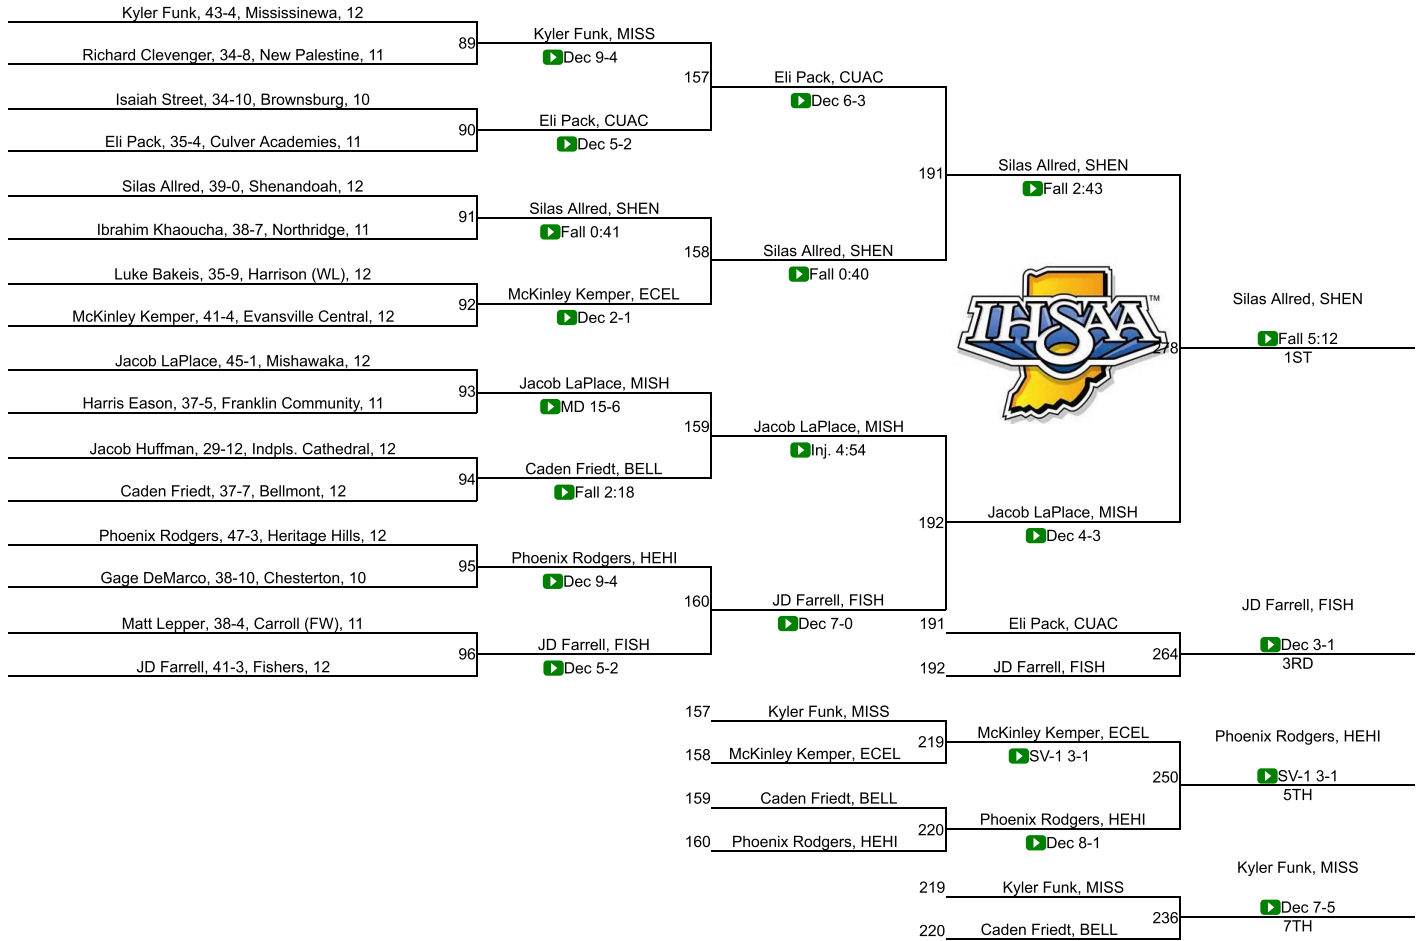 Kyler Funk, 43-4, Mississinewa, 12
89
Richard Clevenger, 34-8, New Palestine, 11
Kyler Funk, MISS
Dec 9-4
157
Isaiah Street, 34-10, Brownsburg, 10
90
Eli Pack, 35-4, Culver Academies, 11
Eli Pack, CUAC
Dec 5-2
Eli Pack, CUAC
Dec 6-3
191
Silas Allred, 39-0, Shenandoah, 12
91
Ibrahim Khaoucha, 38-7, Northridge, 11
Silas Allred, SHEN
Fall 0:41
158
Luke Bakeis, 35-9, Harrison (WL), 12
92
McKinley Kemper, 41-4, Evansville Central, 12
McKinley Kemper, ECEL
Dec 2-1
Silas Allred, SHEN
Fall 0:40
Silas Allred, SHEN
Fall 2:43
IHSAA™
278
Silas Allred, SHEN
Fall 5:12
1ST
Jacob LaPlace, 45-1, Mishawaka, 12
93
Harris Eason, 37-5, Franklin Community, 11
Jacob LaPlace, MISH
MD 15-6
159
Jacob Huffman, 29-12, Indpls. Cathedral, 12
94
Caden Friedt, 37-7, Bellmont, 12
Caden Friedt, BELL
Fall 2:18
Jacob LaPlace, MISH
Inj. 4:54
192
Phoenix Rodgers, 47-3, Heritage Hills, 12
95
Gage DeMarco, 38-10, Chesterton, 10
Phoenix Rodgers, HEHI
Dec 9-4
160
Matt Lepper, 38-4, Carroll (FW), 11
96
JD Farrell, 41-3, Fishers, 12
JD Farrell, FISH
Dec 5-2
JD Farrell, FISH
Dec 7-0
Jacob LaPlace, MISH
Dec 4-3
191
Eli Pack, CUAC
264
192
JD Farrell, FISH
JD Farrell, FISH
Dec 3-1
3RD
157
Kyler Funk, MISS
219
158
McKinley Kemper, ECEL
McKinley Kemper, ECEL
SV-1 3-1
250
159
Caden Friedt, BELL
220
160
Phoenix Rodgers, HEHI
Phoenix Rodgers, HEHI
Dec 8-1
Phoenix Rodgers, HEHI
SV-1 3-1
5TH
219
Kyler Funk, MISS
236
220
Caden Friedt, BELL
Kyler Funk, MISS
Dec 7-5
7TH